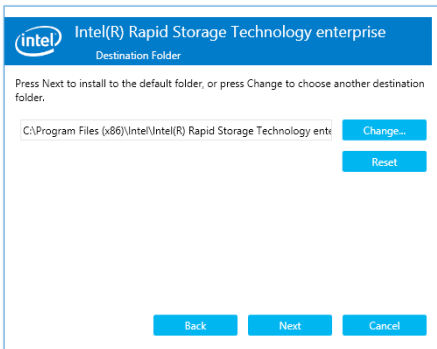 intel
Intel(R) Rapid Storage Technology enterprise
Destination Folder
Press Next to install to the default folder, or press Change to choose another destination
folder.
C:\Program Files (x86)\Intel\Intel(R) Rapid Storage Technology ente
Change...
Reset
Back
Next
Cancel